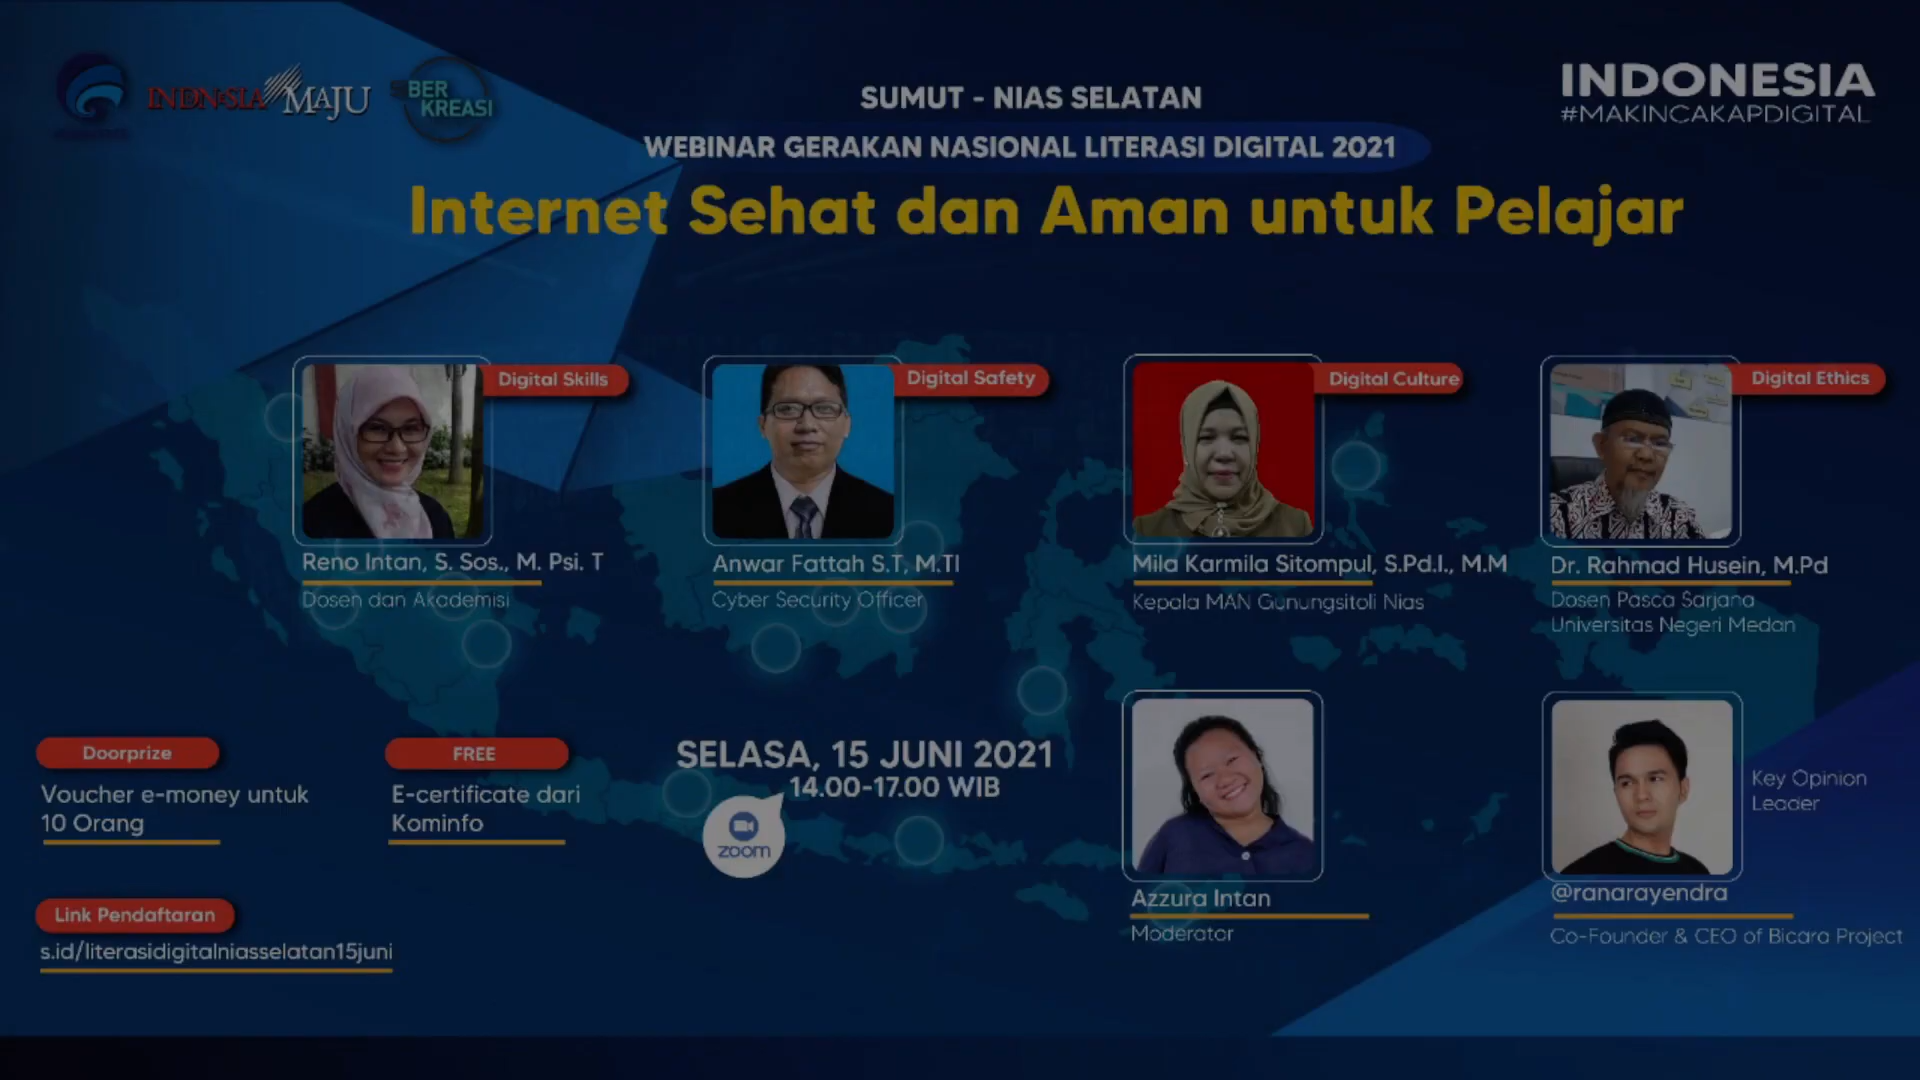 INDONESIA MAJU
SIBER
KREASI
INDONESIA
#MAKINCAKAPDIGITAL
SUMUT - NIAS SELATAN
WEBINAR GERAKAN NASIONAL LITERASI DIGITAL 2021
Internet Sehat dan Aman untuk Pelajar
Digital Skills
Reno Intan, S. Sos., M. Psi. T
Dosen dan Akademisi
Digital Safety
Anwar Fattah S.T, M.TI
Cyber Security Officer
Digital Culture
Mila Karmila Sitompul, S.Pd.I., M.M
Kepala MAN Gunungsitoli Nias
Digital Ethics
Dr. Rahmad Husein, M.Pd
Dosen Pasca Sarjana
Universitas Negeri Medan
Doorprize
Voucher e-money untuk
10 Orang
FREE
E-certificate dari
Kominfo
SELASA, 15 JUNI 2021
14.00-17.00 WIB
zoom
Azzura Intan
Moderator
Key Opinion
Leader
@ranarayendra
Co-Founder & CEO of Bicara Project
Link Pendaftaran
s.id/literasidigitalniasselatan15juni